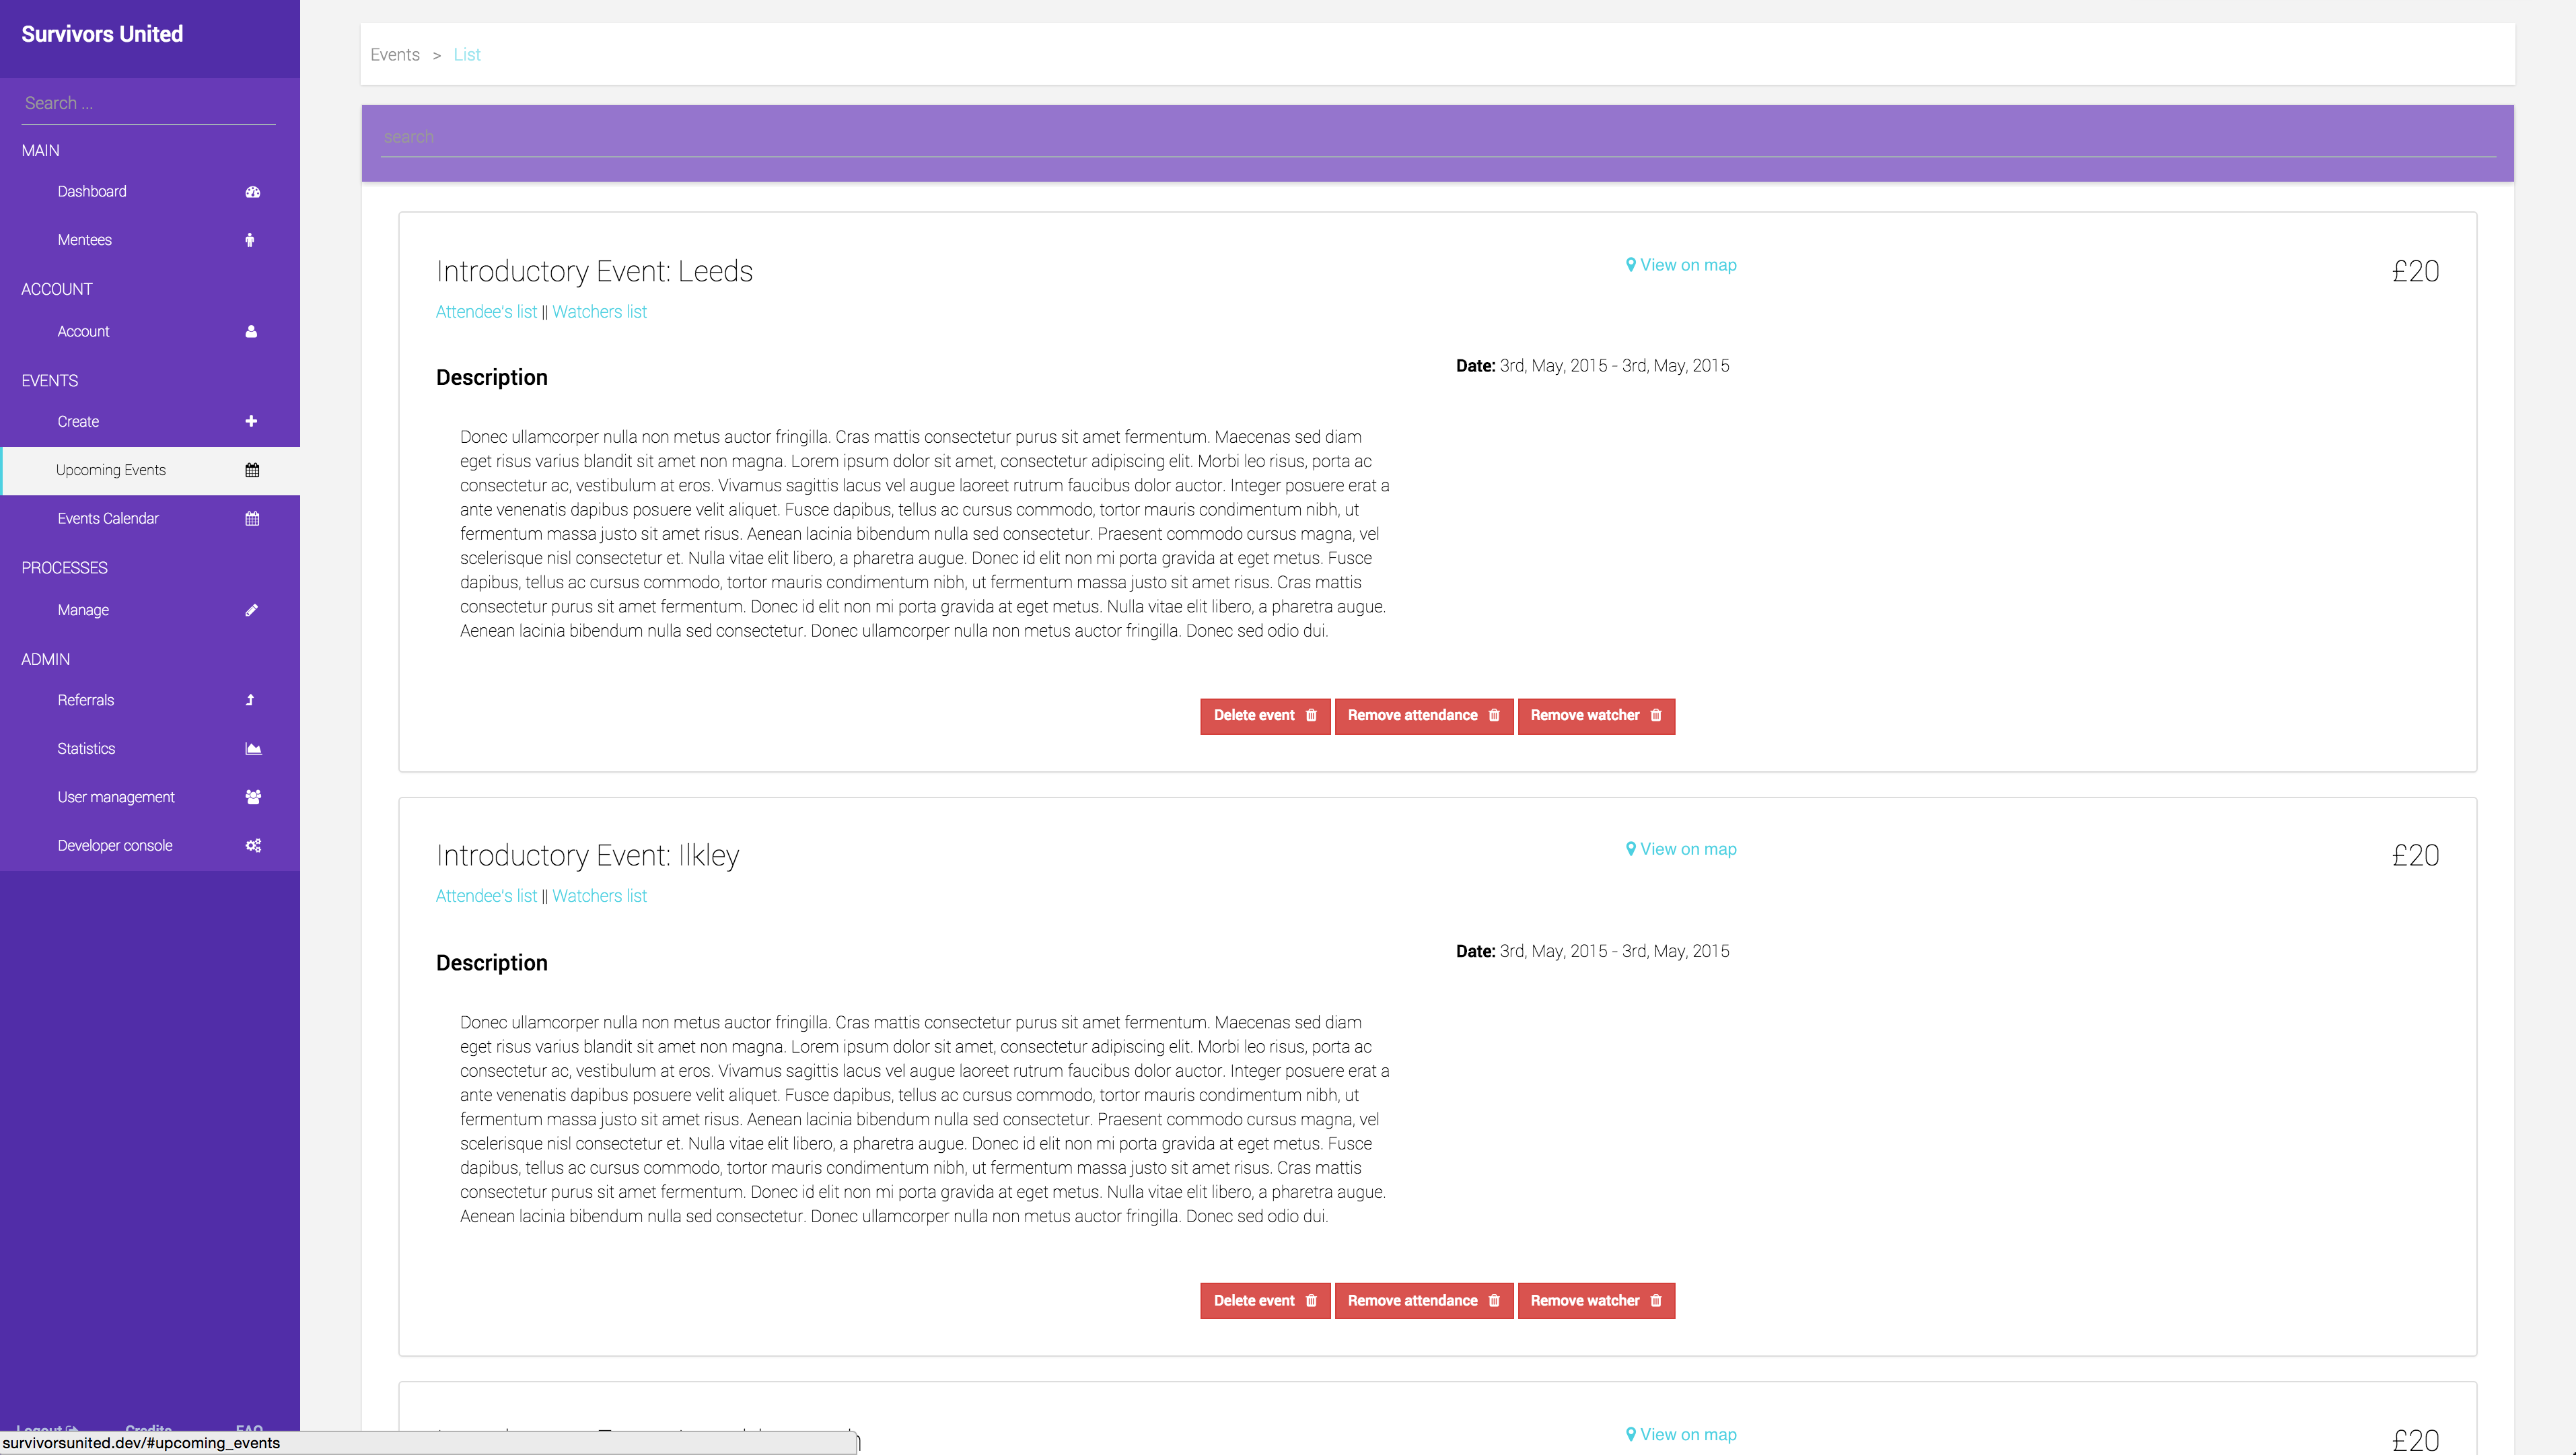 Survivors United
Search ...
MAIN
Dashboard
Mentees
ACCOUNT
Account
EVENTS
Create
Upcoming Events
Events Calendar
PROCESSES
Manage
ADMIN
Referrals
Statistics
User management
Developer console
Logout Credits FAQ
survivorsunited.dev/#upcoming_events
Events > List
search
Introductory Event: Leeds
View on map
£20
Attendee's list || Watchers list
Description
Date: 3rd, May, 2015 - 3rd, May, 2015
Donec ullamcorper nulla non metus auctor fringilla. Cras mattis consectetur purus sit amet fermentum. Maecenas sed diam
eget risus varius blandit sit amet non magna. Lorem ipsum dolor sit amet, consectetur adipiscing elit. Morbi leo risus, porta ac
consectetur ac, vestibulum at eros. Vivamus sagittis lacus vel augue laoreet rutrum faucibus dolor auctor. Integer posuere erat a
ante venenatis dapibus posuere velit aliquet. Fusce dapibus, tellus ac cursus commodo, tortor mauris condimentum nibh, ut
fermentum massa justo sit amet risus. Aenean lacinia bibendum nulla sed consectetur. Praesent commodo cursus magna, vel
scelerisque nisl consectetur et. Nulla vitae elit libero, a pharetra augue. Donec id elit non mi porta gravida at eget metus. Fusce
dapibus, tellus ac cursus commodo, tortor mauris condimentum nibh, ut fermentum massa justo sit amet risus. Cras mattis
consectetur purus sit amet fermentum. Donec id elit non mi porta gravida at eget metus. Nulla vitae elit libero, a pharetra augue.
Aenean lacinia bibendum nulla sed consectetur. Donec ullamcorper nulla non metus auctor fringilla. Donec sed odio dui.
Delete event Remove attendance Remove watcher
Introductory Event: Ilkley
View on map
£20
Attendee's list || Watchers list
Description
Date: 3rd, May, 2015 - 3rd, May, 2015
Donec ullamcorper nulla non metus auctor fringilla. Cras mattis consectetur purus sit amet fermentum. Maecenas sed diam
eget risus varius blandit sit amet non magna. Lorem ipsum dolor sit amet, consectetur adipiscing elit. Morbi leo risus, porta ac
consectetur ac, vestibulum at eros. Vivamus sagittis lacus vel augue laoreet rutrum faucibus dolor auctor. Integer posuere erat a
ante venenatis dapibus posuere velit aliquet. Fusce dapibus, tellus ac cursus commodo, tortor mauris condimentum nibh, ut
fermentum massa justo sit amet risus. Aenean lacinia bibendum nulla sed consectetur. Praesent commodo cursus magna, vel
scelerisque nisl consectetur et. Nulla vitae elit libero, a pharetra augue. Donec id elit non mi porta gravida at eget metus. Fusce
dapibus, tellus ac cursus commodo, tortor mauris condimentum nibh, ut fermentum massa justo sit amet risus. Cras mattis
consectetur purus sit amet fermentum. Donec id elit non mi porta gravida at eget metus. Nulla vitae elit libero, a pharetra augue.
Aenean lacinia bibendum nulla sed consectetur. Donec ullamcorper nulla non metus auctor fringilla. Donec sed odio dui.
Delete event Remove attendance Remove watcher
View on map
£20